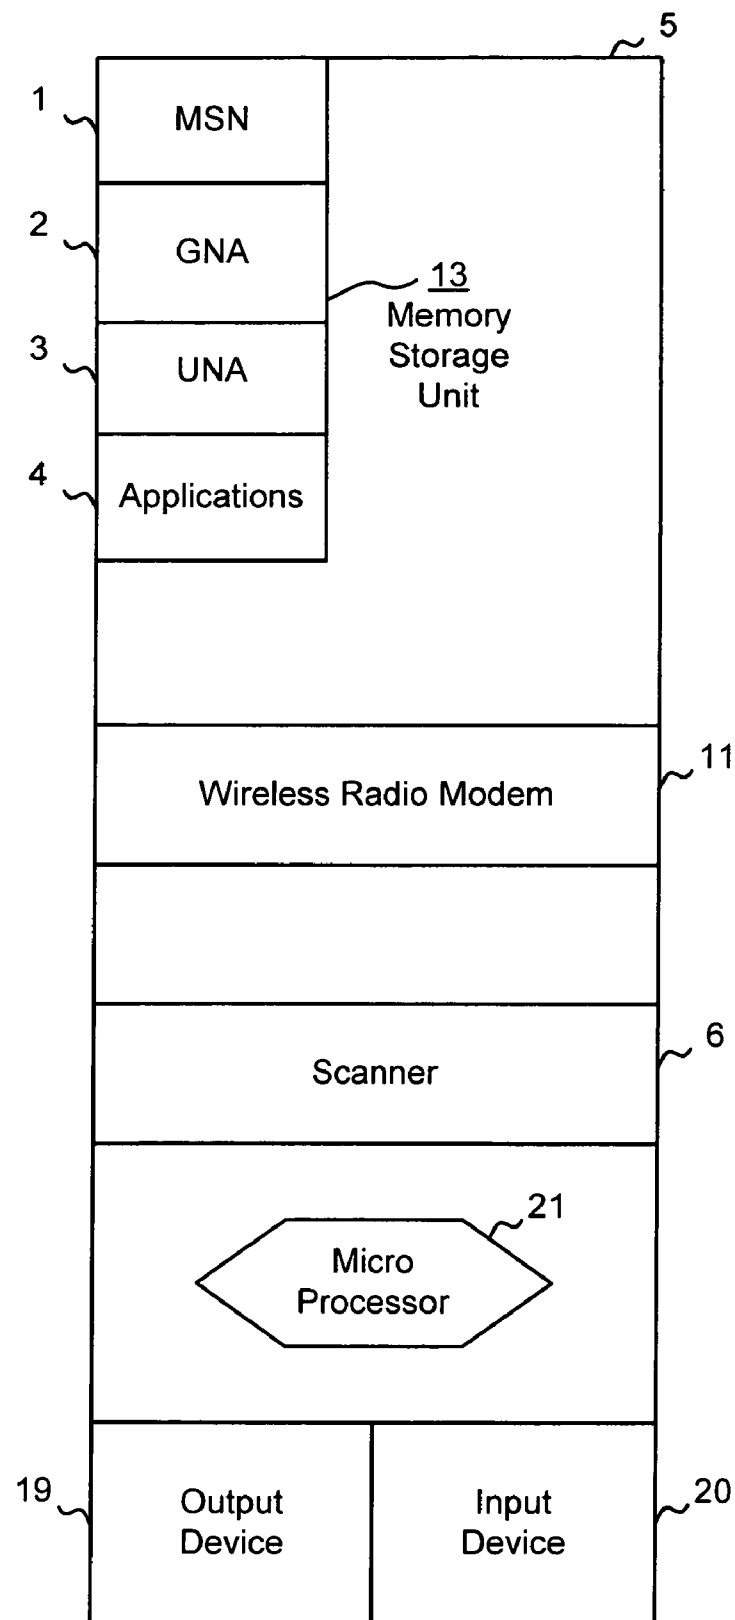 5
1
MSN
2
GNA
13
Memory
Storage
Unit
3
UNA
4
Applications
11
Wireless Radio Modem
6
Scanner
21
Micro
Processor
19
Output
Device
Input
Device
20